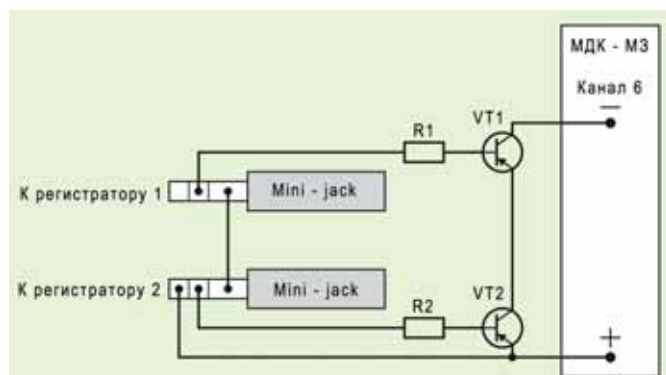 МДК - М3
Канал 6
−
VT1
R1
К регистратору 1
Mini - jack
К регистратору 2
Mini - jack
R2
VT2
+